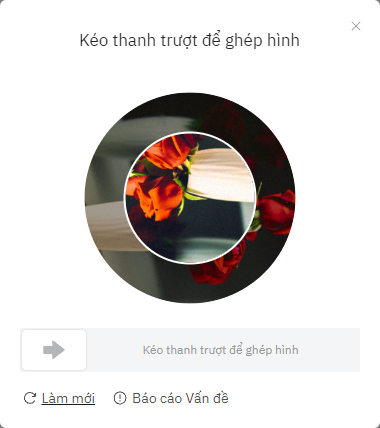 Kéo thanh trượt để ghép hình
Kéo thanh trượt để ghép hình
Làm mới
Báo cáo Vấn đề